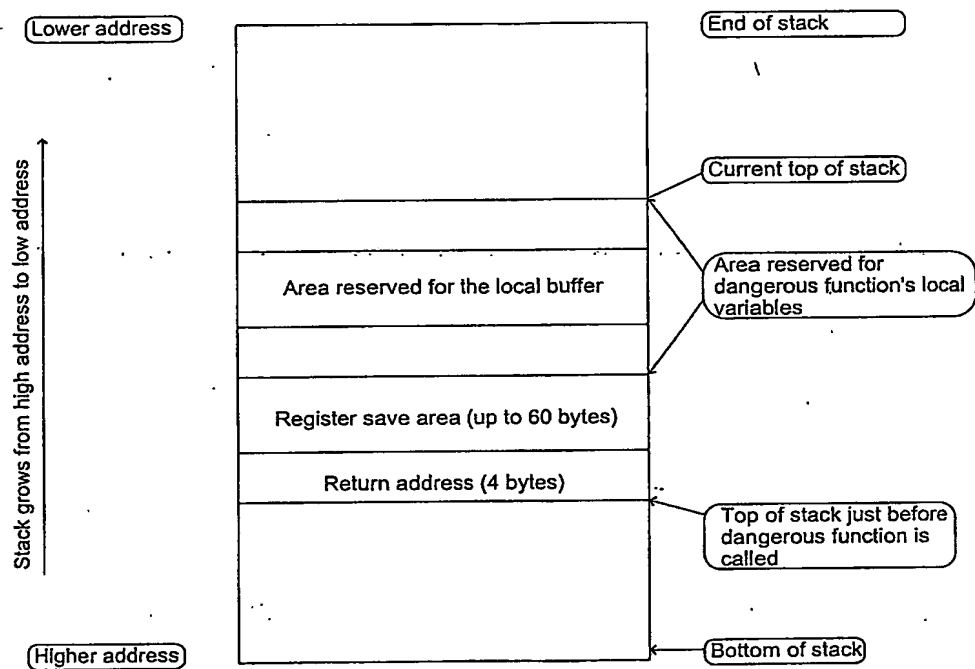 Lower address
End of stack
Stack grows from high address to low address
Current top of stack
Area reserved for the local buffer
Area reserved for
dangerous function's local
variables
Register save area (up to 60 bytes)
Return address (4 bytes)
Top of stack just before
dangerous function is
called
Higher address
Bottom of stack